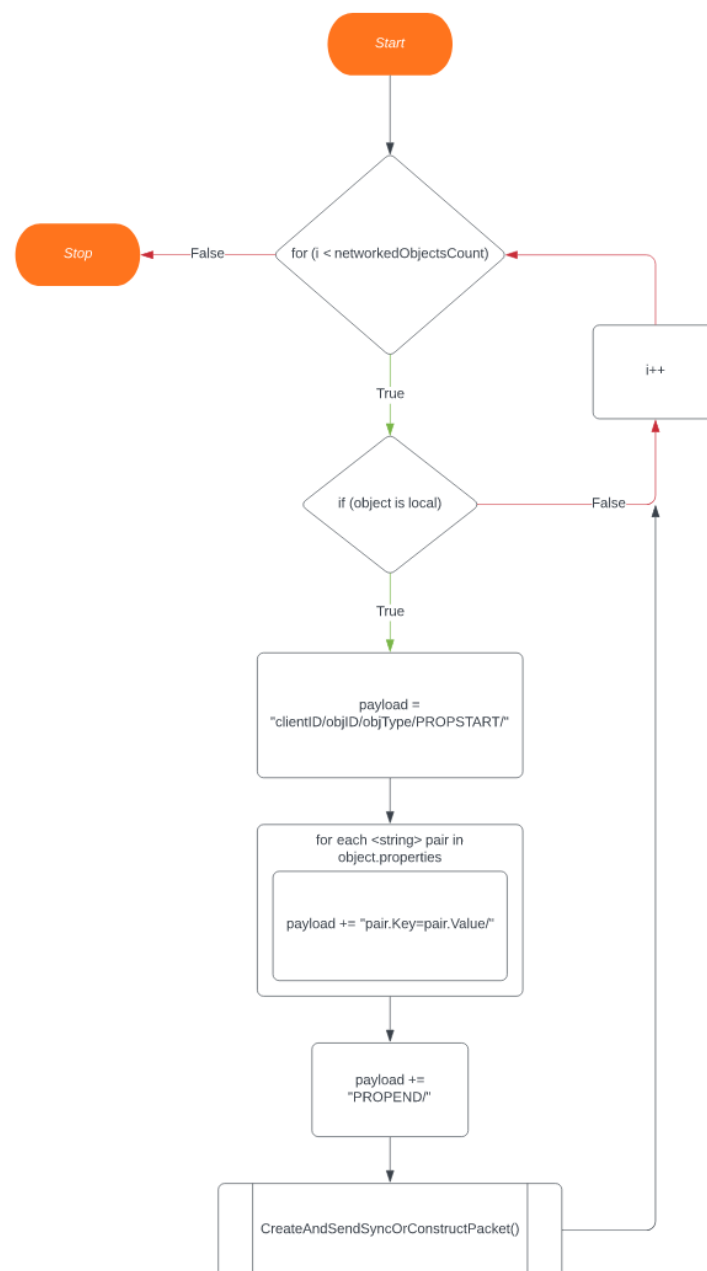 Start
for (i < networkedObjectsCount)
Stop
False
i++
True
if (object is local)
False
True
payload =
"clientID/objID/objType/PROPSTART/"
for each <string> pair in
object.properties
payload += "pair.Key=pair.Value/"
payload +=
"PROPEND/"
CreateAndSendSyncOrConstructPacket()